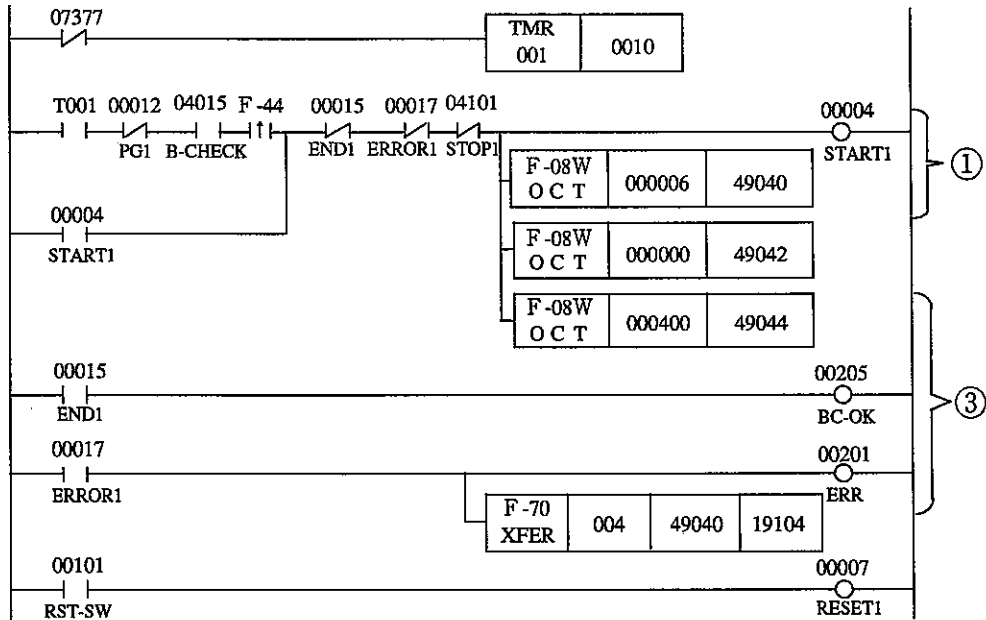 07377
TMR
001
0010
T001 00012 04015 F-44 00015 00017 04101 00004
PG1 B-CHECK ↑ END1 ERROR1 STOP1 START1
①
F-08W
OCT
000006
49040
00004
START1
F-08W
OCT
000000
49042
F-08W
OCT
000400
49044
00015 00205
END1 BC-OK
③
00017 00201
ERROR1 ERR
F-70
XFER
004
49040
19104
00101 00007
RST-SW RESET1